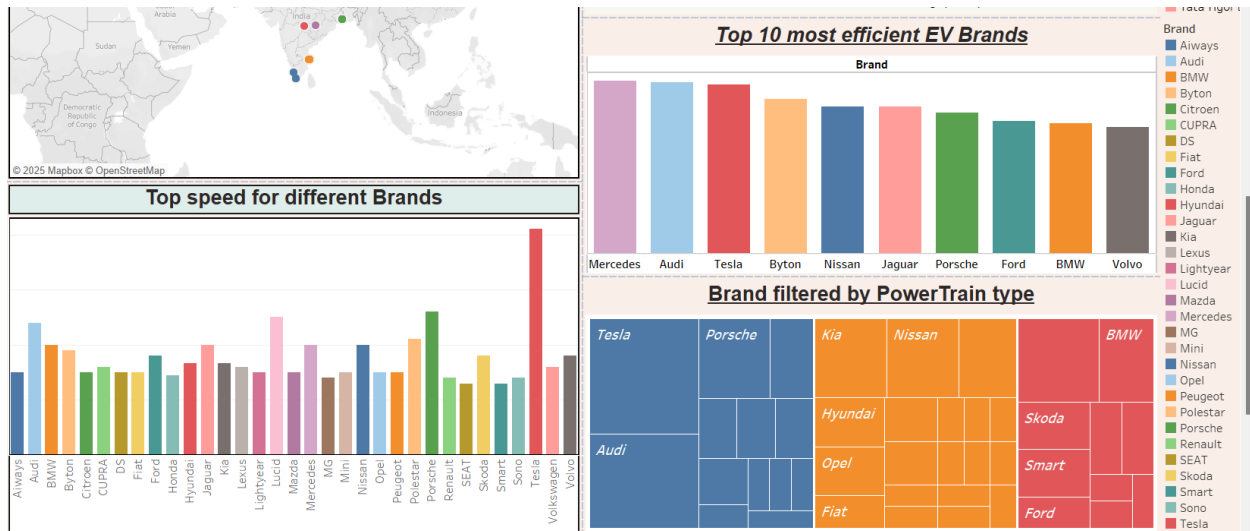 Saudi
Arabia
India
Sudan
Yemen
Democratic
Republic
of Congo
Indonesia
© 2025 Mapbox © OpenStreetMap
Top speed for different Brands
Aiways
Audi
BMW
Byton
Citroen
CUPRA
DS
Fiat
Ford
Honda
Hyundai
Jaguar
Kia
Lexus
Lightyear
Lucid
Mazda
Mercedes
MG
Mini
Nissan
Opel
Peugeot
Polestar
Porsche
Renault
SEAT
Skoda
Smart
Sono
Tesla
Volkswagen
Volvo
Top 10 most efficient EV Brands
Brand
Mercedes Audi Tesla Byton Nissan Jaguar Porsche Ford BMW Volvo
Brand filtered by PowerTrain type
Tesla
Porsche
Audi
Kia
Nissan
Hyundai
Opel
Fiat
BMW
Skoda
Smart
Ford
Tata Tigor
Brand
Aiways
Audi
BMW
Byton
Citroen
CUPRA
DS
Fiat
Ford
Honda
Hyundai
Jaguar
Kia
Lexus
Lightyear
Lucid
Mazda
Mercedes
MG
Mini
Nissan
Opel
Peugeot
Polestar
Porsche
Renault
SEAT
Skoda
Smart
Sono
Tesla